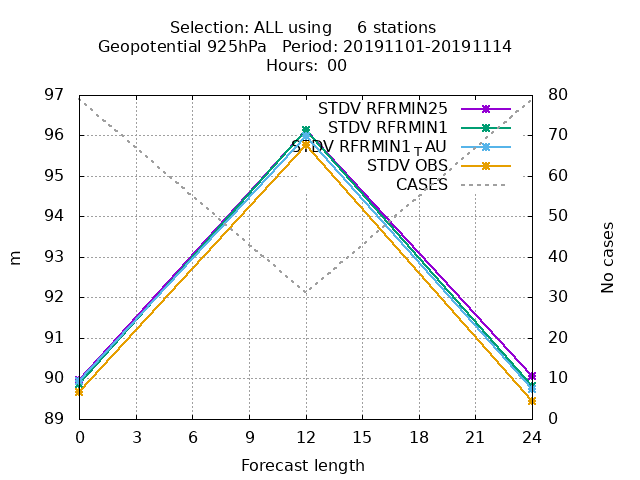 Selection: ALL using     6 stations
Geopotential 925hPa   Period: 20191101-20191114
Hours: 00
97
96
95
94
93
92
91
90
89
m
80
70
60
50
40
30
20
10
0
No cases
STDV RFRMIN25
STDV RFRMIN1
STDV RFRMIN1TAU
STDV OBS
CASES
0 3 6 9 12 15 18 21 24
Forecast length